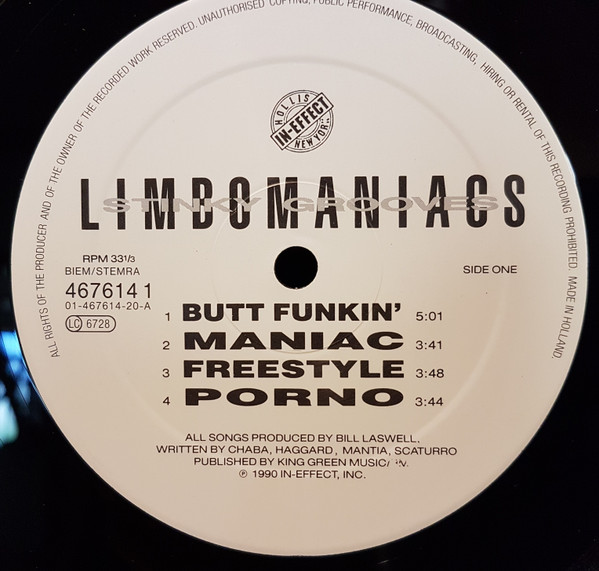 ALL RIGHTS OF THE PRODUCER AND OF THE OWNER OF THE RECORDED WORK RESERVED. UNAUTHORISED COPYING, PUBLIC PERFORMANCE, BROADCASTING, HIRING OR RENTAL OF THIS RECORDING PROHIBITED. MADE IN HOLLAND.
HOLLIS
IN-EFFECT
NEW YORK
LIMBOMANIACS
STINKY GROOVES
RPM 33 1/3
BIEM/STEMRA
SIDE ONE
467614 1
01-467614-20-A
LC 6728
1 BUTT FUNKIN' 5:01
2 MANIAC 3:41
3 FREESTYLE 3:48
4 PORNO 3:44
ALL SONGS PRODUCED BY BILL LASWELL.
WRITTEN BY CHABA, HAGGARD, MANTIA, SCATURRO
PUBLISHED BY KING GREEN MUSIC/
℗ 1990 IN-EFFECT, INC.